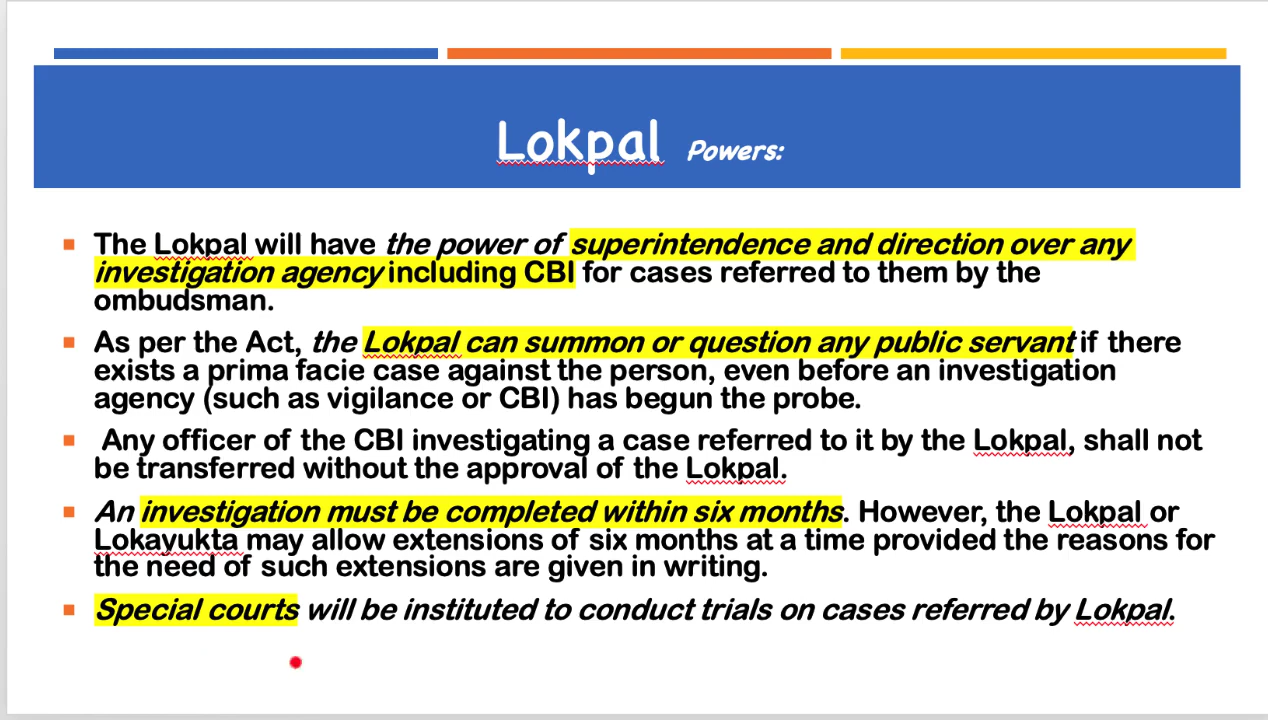 Lokpal Powers:
The Lokpal will have the power of superintendence and direction over any
investigation agency including CBI for cases referred to them by the
ombudsman.
As per the Act, the Lokpal can summon or question any public servant if there
exists a prima facie case against the person, even before an investigation
agency (such as vigilance or CBI) has begun the probe.
Any officer of the CBI investigating a case referred to it by the Lokpal, shall not
be transferred without the approval of the Lokpal.
An investigation must be completed within six months. However, the Lokpal or
Lokayukta may allow extensions of six months at a time provided the reasons for
the need of such extensions are given in writing.
Special courts will be instituted to conduct trials on cases referred by Lokpal.